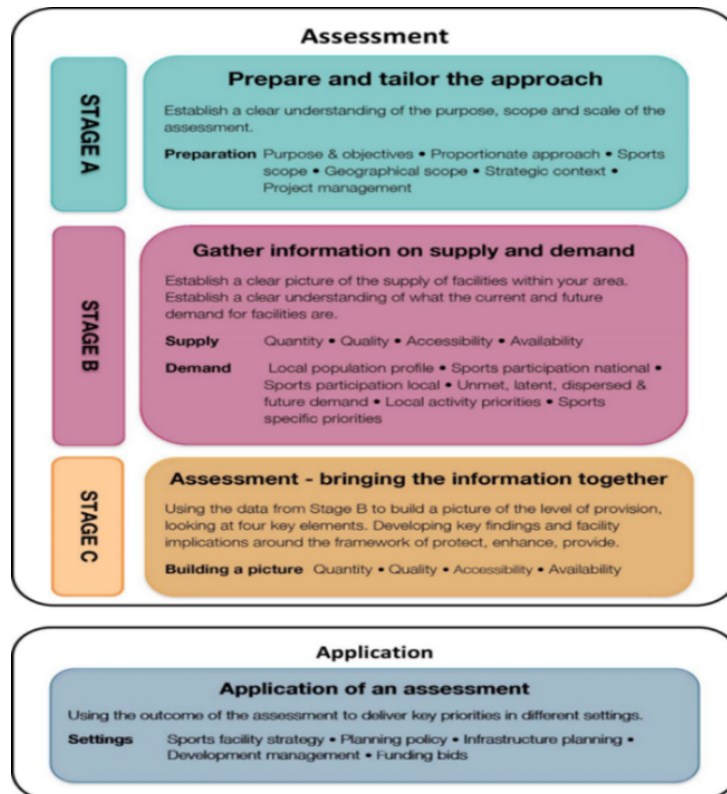 Assessment
STAGE A
Prepare and tailor the approach
Establish a clear understanding of the purpose, scope and scale of the
assessment.
Preparation Purpose & objectives • Proportionate approach • Sports
scope • Geographical scope • Strategic context •
Project management
STAGE B
Gather information on supply and demand
Establish a clear picture of the supply of facilities within your area.
Establish a clear understanding of what the current and future
demand for facilities are.
Supply Quantity • Quality • Accessibility • Availability
Demand Local population profile • Sports participation national •
Sports participation local • Unmet, latent, dispersed &
future demand • Local activity priorities • Sports
specific priorities
STAGE C
Assessment - bringing the information together
Using the data from Stage B to build a picture of the level of provision,
looking at four key elements. Developing key findings and facility
implications around the framework of protect, enhance, provide.
Building a picture Quantity • Quality • Accessibility • Availability
Application
Application of an assessment
Using the outcome of the assessment to deliver key priorities in different settings.
Settings Sports facility strategy • Planning policy • Infrastructure planning •
Development management • Funding bids